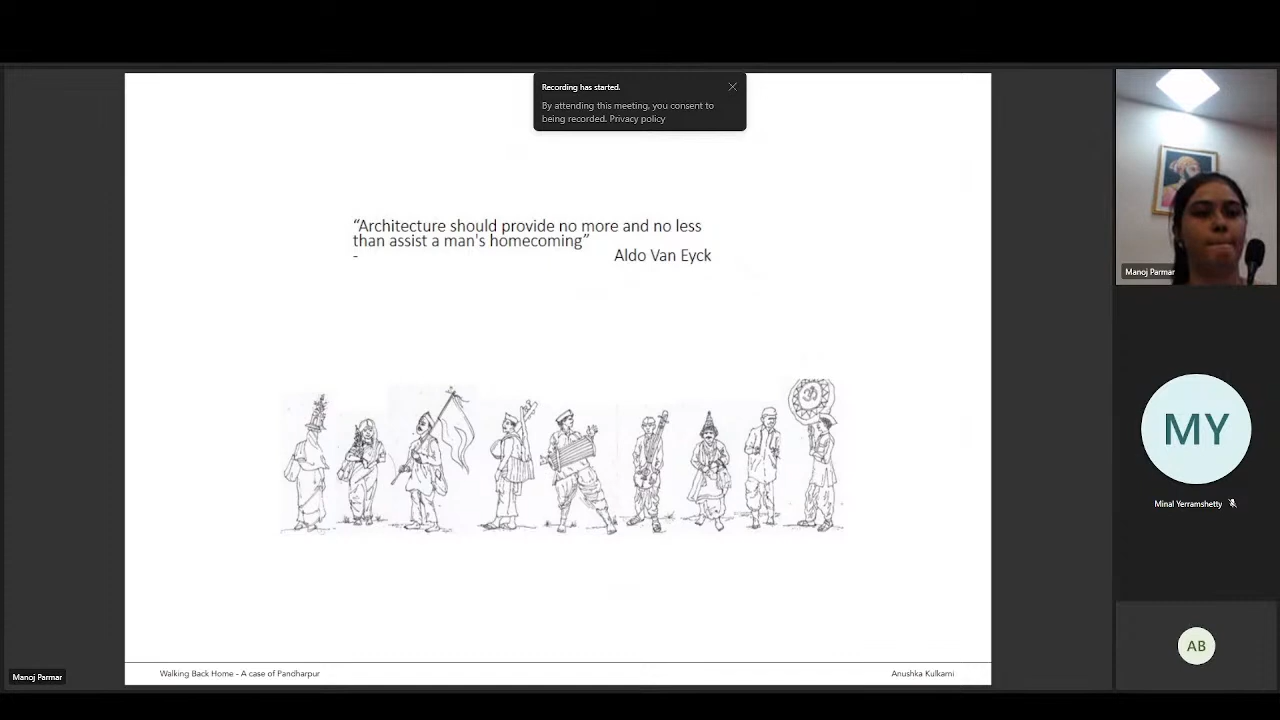 Recording has started.
By attending this meeting, you consent to
being recorded. Privacy policy
“Architecture should provide no more and no less
than assist a man's homecoming”
- Aldo Van Eyck
ॐ
Walking Back Home - A case of Pandharpur
Anushka Kulkarni
Manoj Parmar
Manoj Parmar
MY
Minal Yerramshetty
AB